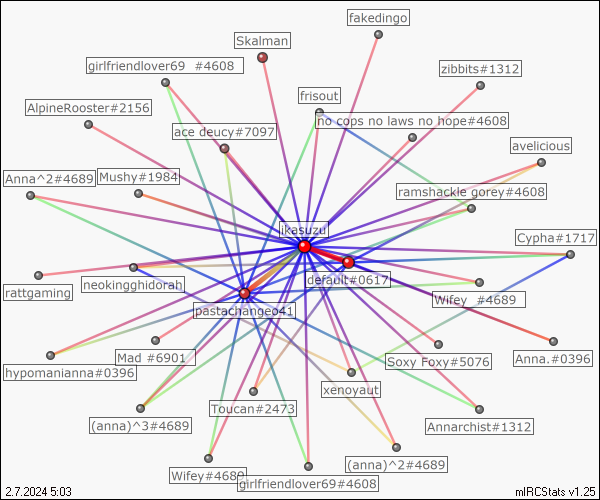 fakedingo
Skalman
girlfriendlover69 #4608
zibbits#1312
frisout
AlpineRooster#2156
no cops no laws no hope#4608
ace deucy#7097
avelicious
Anna^2#4689
Mushy#1984
ramshackle gorey#4608
ikasuzu
Cypha#1717
default#0617
rattgaming
neokingghidorah
Wifey_#4689
pastachangeo41
Mad #6901
Soxy Foxy#5076
Anna.#0396
hypomanianna#0396
xenoyaut
Toucan#2473
(anna)^3#4689
Annarchist#1312
(anna)^2#4689
Wifey#4689
girlfriendlover69#4608
2.7.2024 5:03
mIRCStats v1.25